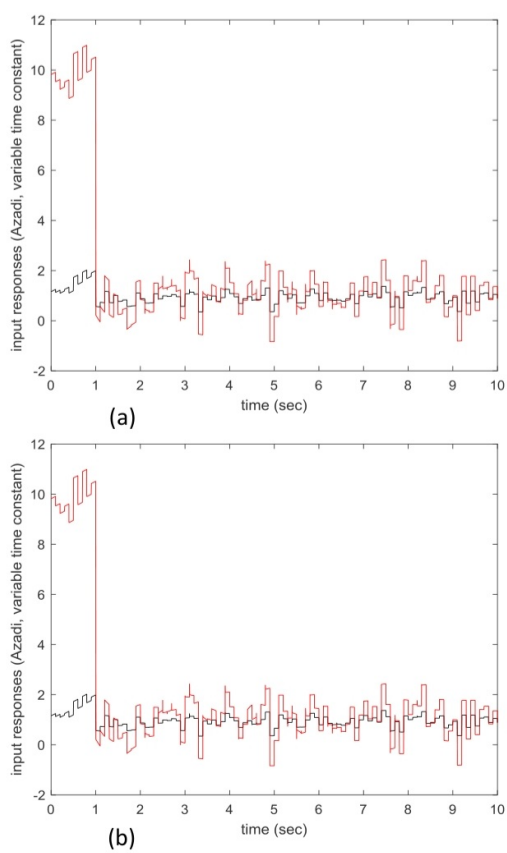 12
10
8
6
4
2
0
-2
input responses (Azadi, variable time constant)
0 1 2 3 4 5 6 7 8 9 10
time (sec)
(a)
12
10
8
6
4
2
0
-2
input responses (Azadi, variable time constant)
0 1 2 3 4 5 6 7 8 9 10
time (sec)
(b)